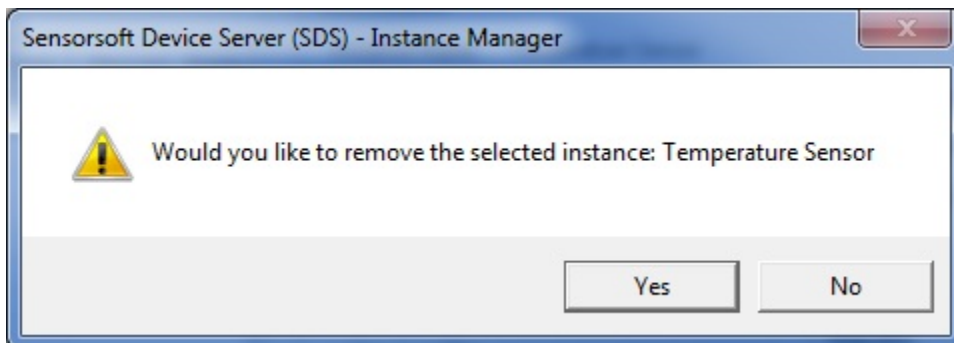 Sensorsoft Device Server (SDS) - Instance Manager
Would you like to remove the selected instance: Temperature Sensor
Yes
No